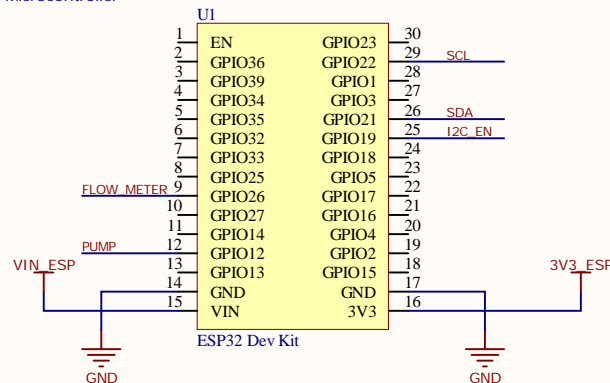 U1
1 EN GPIO23 30
2 GPIO36 GPIO22 29 SCL
3 GPIO39 GPIO1 28
4 GPIO34 GPIO3 27
5 GPIO35 GPIO21 26 SDA
6 GPIO32 GPIO19 25 I2C_EN
7 GPIO33 GPIO18 24
8 GPIO25 GPIO5 23
FLOW_METER 9 GPIO26 GPIO17 22
10 GPIO27 GPIO16 21
11 GPIO14 GPIO4 20
PUMP 12 GPIO12 GPIO2 19
VIN_ESP 13 GPIO13 GPIO15 18 3V3_ESP
14 GND GND 17
15 VIN 3V3 16
ESP32 Dev Kit
GND GND